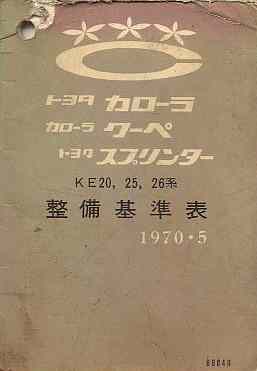 トヨタ カローラ
カローラ クーペ
トヨタ スプリンター
KE20, 25, 26系
整備基準表
1970・5